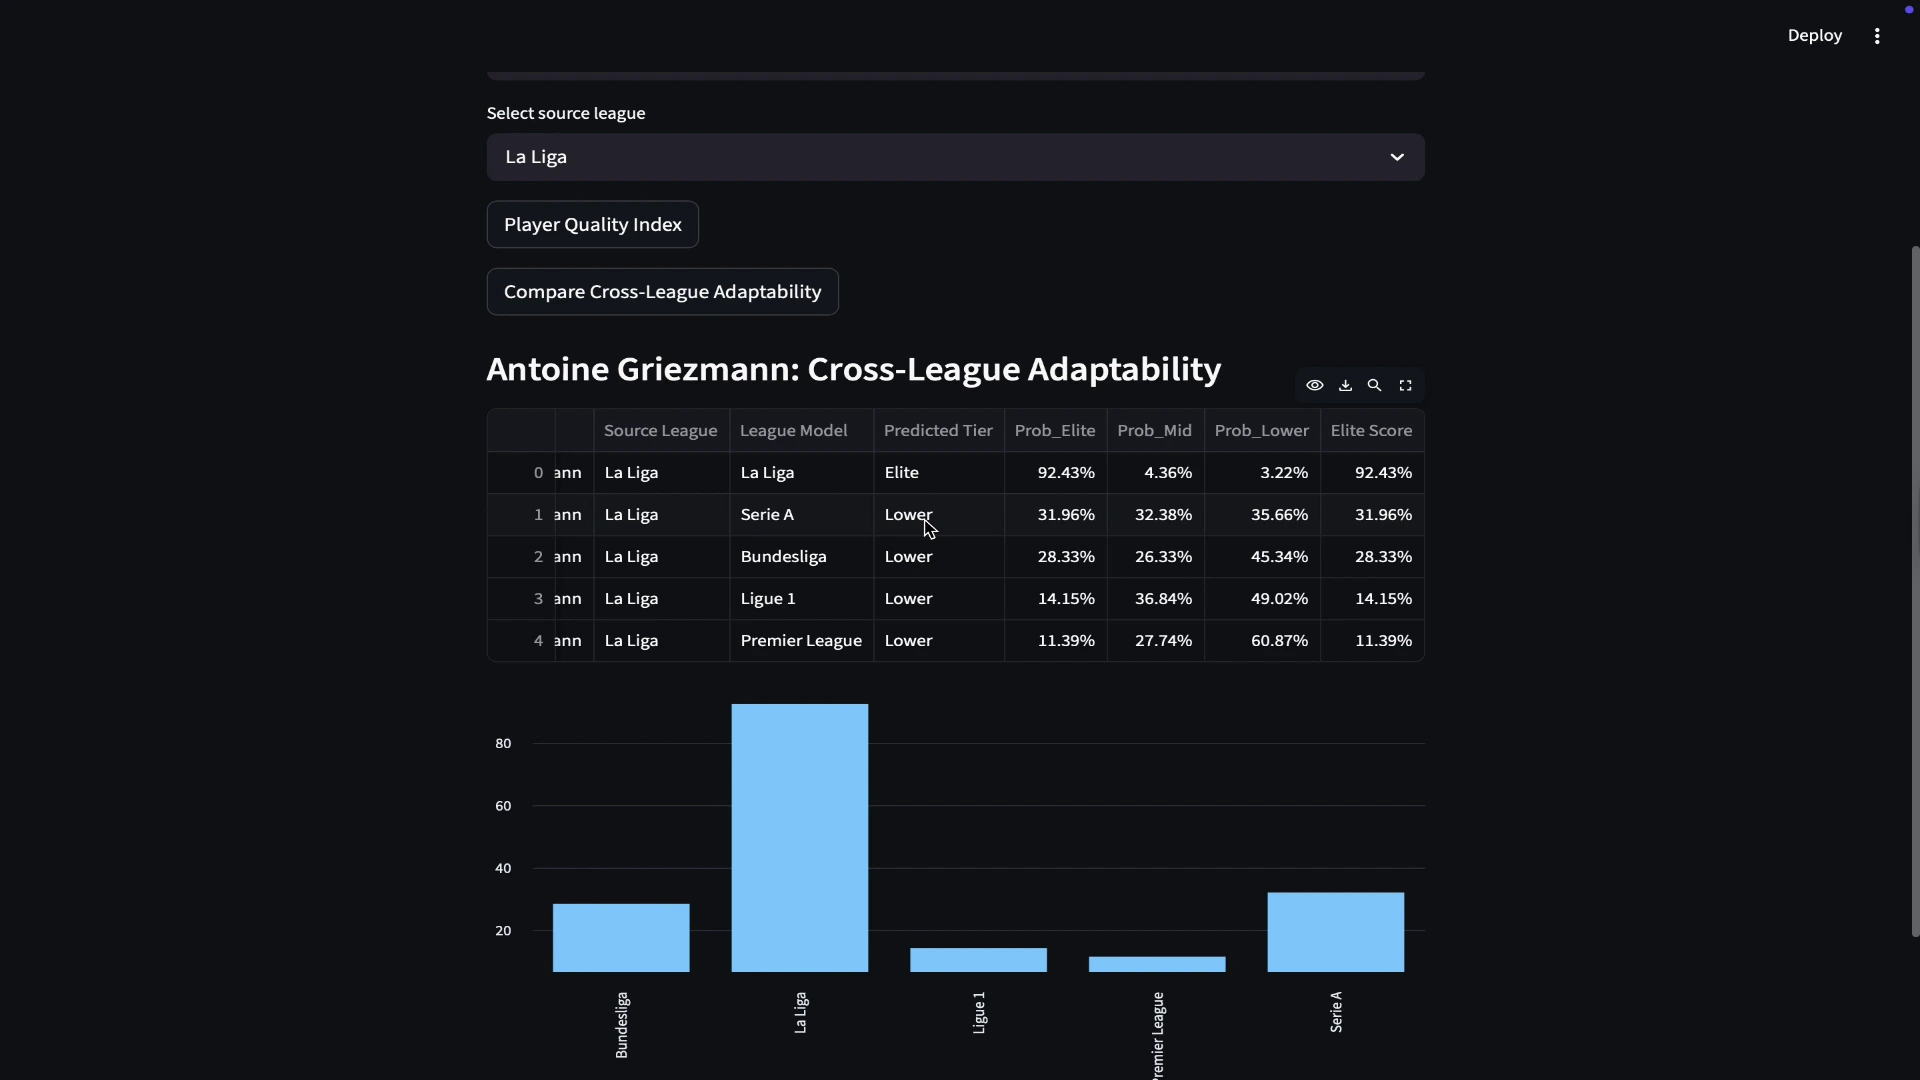 Deploy
Select source league
La Liga
Player Quality Index
Compare Cross-League Adaptability
Antoine Griezmann: Cross-League Adaptability
Source League League Model Predicted Tier Prob_Elite Prob_Mid Prob_Lower Elite Score
0 ann La Liga La Liga Elite 92.43% 4.36% 3.22% 92.43%
1 ann La Liga Serie A Lower 31.96% 32.38% 35.66% 31.96%
2 ann La Liga Bundesliga Lower 28.33% 26.33% 45.34% 28.33%
3 ann La Liga Ligue 1 Lower 14.15% 36.84% 49.02% 14.15%
4 ann La Liga Premier League Lower 11.39% 27.74% 60.87% 11.39%
80
60
40
20
Bundesliga La Liga Ligue 1 Premier League Serie A